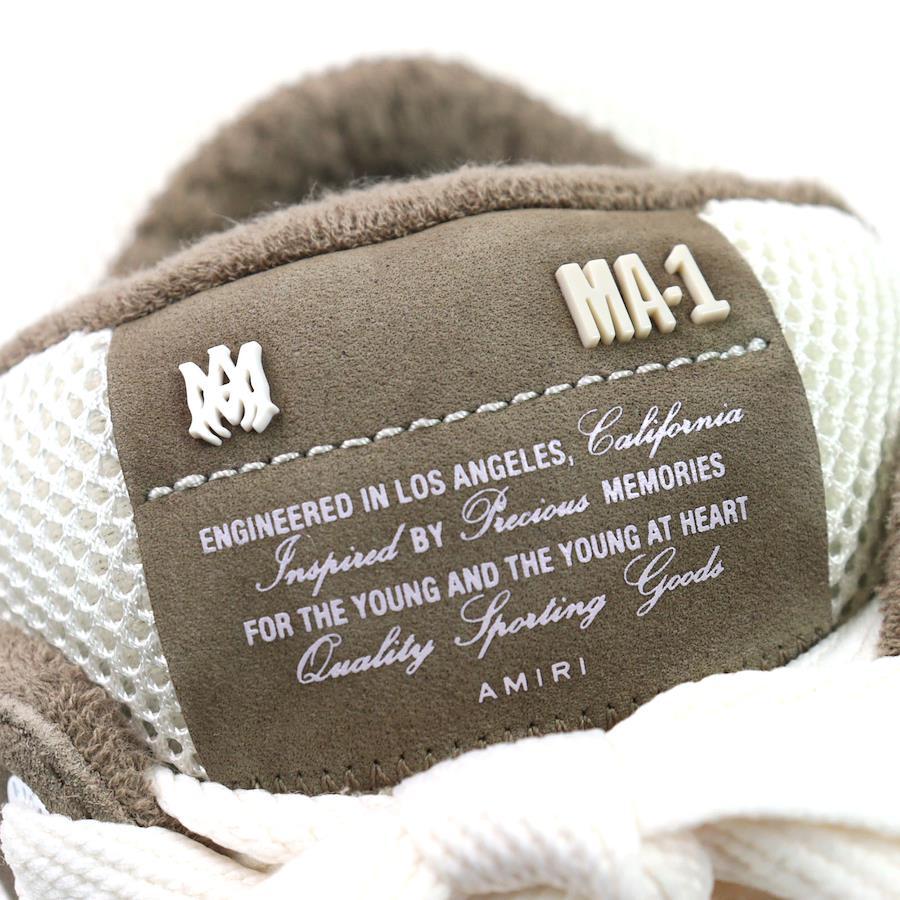 MA
MA-1
ENGINEERED IN LOS ANGELES, California
Inspired BY Precious MEMORIES
FOR THE YOUNG AND THE YOUNG AT HEART
Quality Sporting Goods
AMIRI